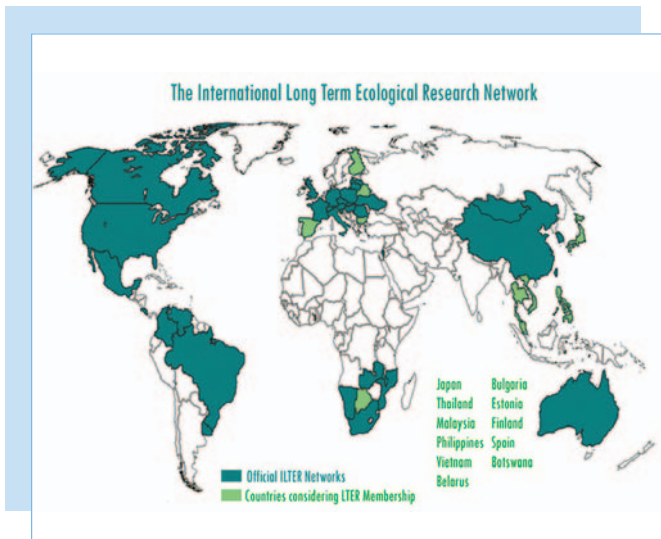 The International Long Term Ecological Research Network
Japan
Thailand
Malaysia
Philippines
Vietnam
Belarus
Bulgaria
Estonia
Finland
Spain
Botswana
Official ILTER Networks
Countries considering LTER Membership